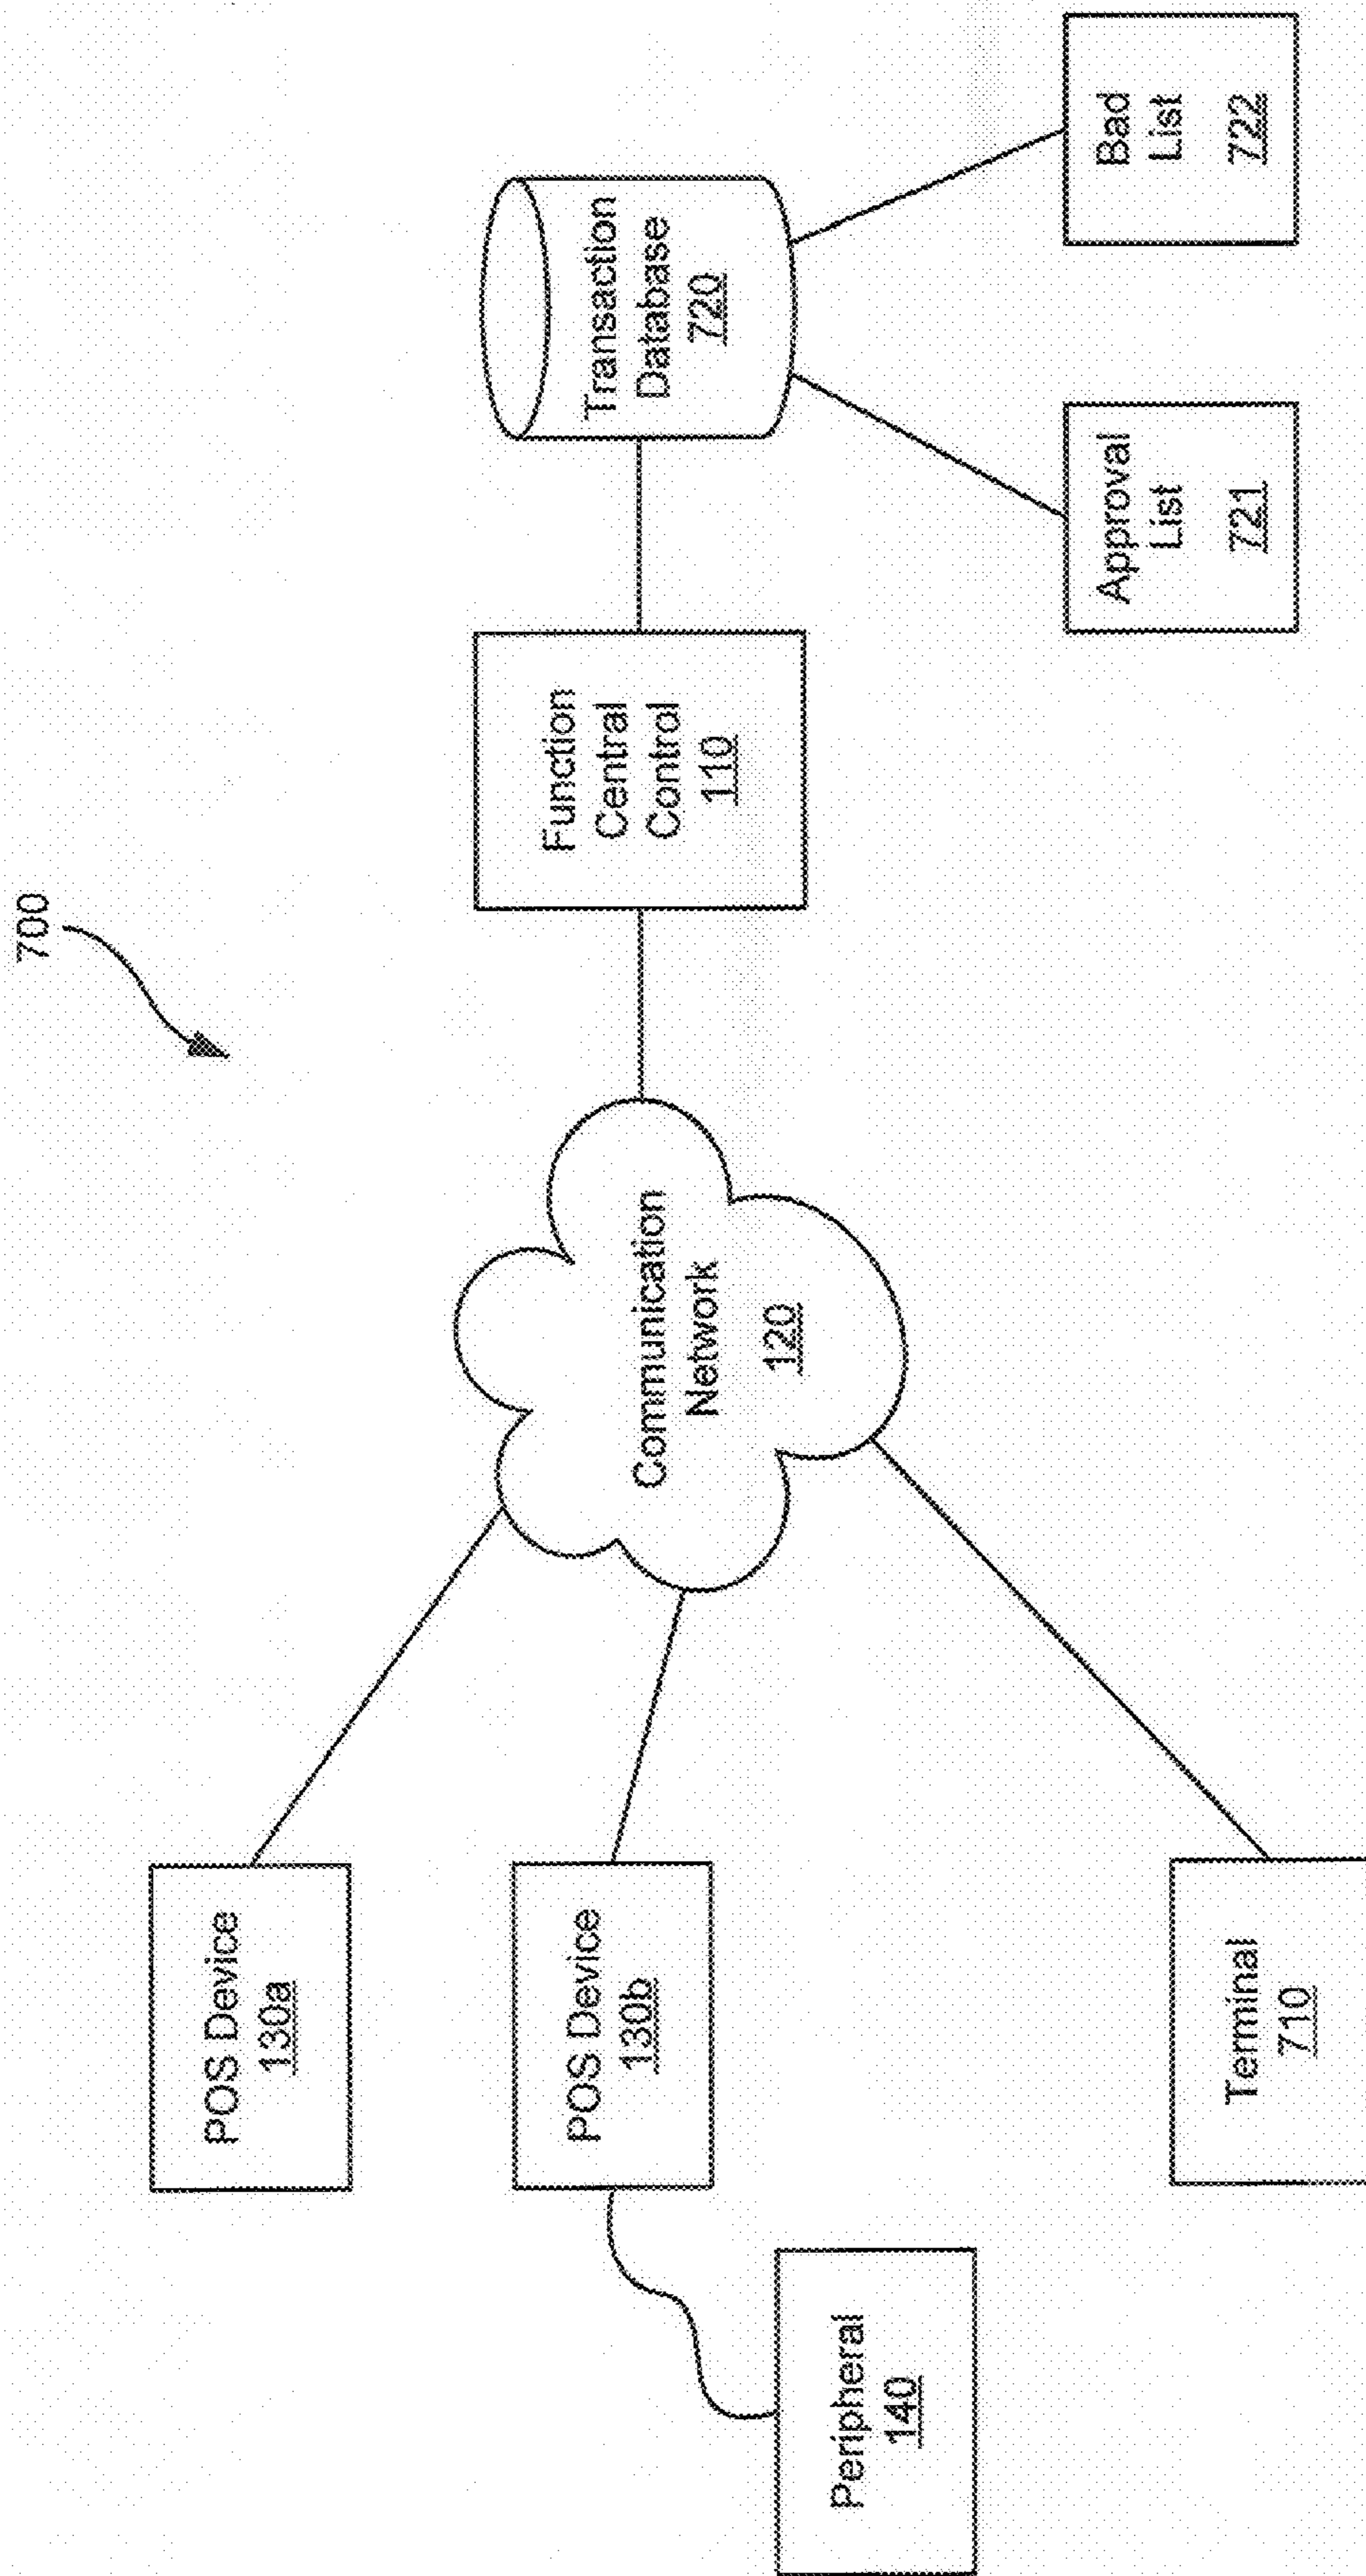 700
POS Device
130a
POS Device
130b
Peripheral
140
Terminal
710
Communication
Network
120
Function
Central
Control
110
Transaction
Database
720
Approval
List
721
Bad
List
722